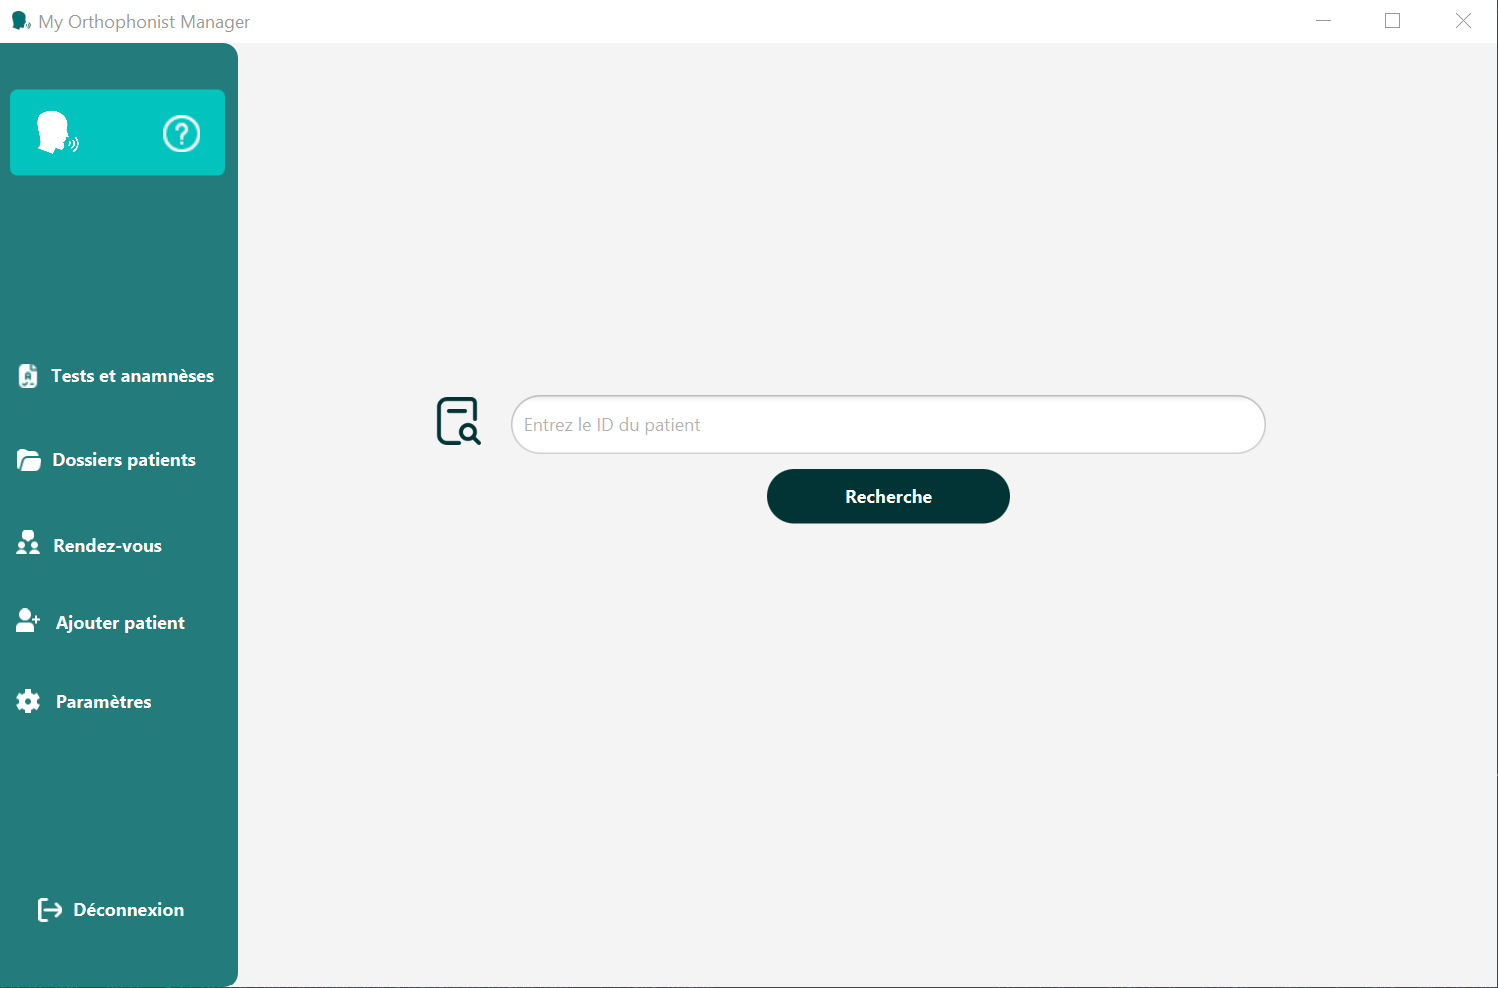 My Orthophonist Manager
?
Tests et anamnèses
Dossiers patients
Rendez-vous
Ajouter patient
Paramètres
Déconnexion
Entrez le ID du patient
Recherche